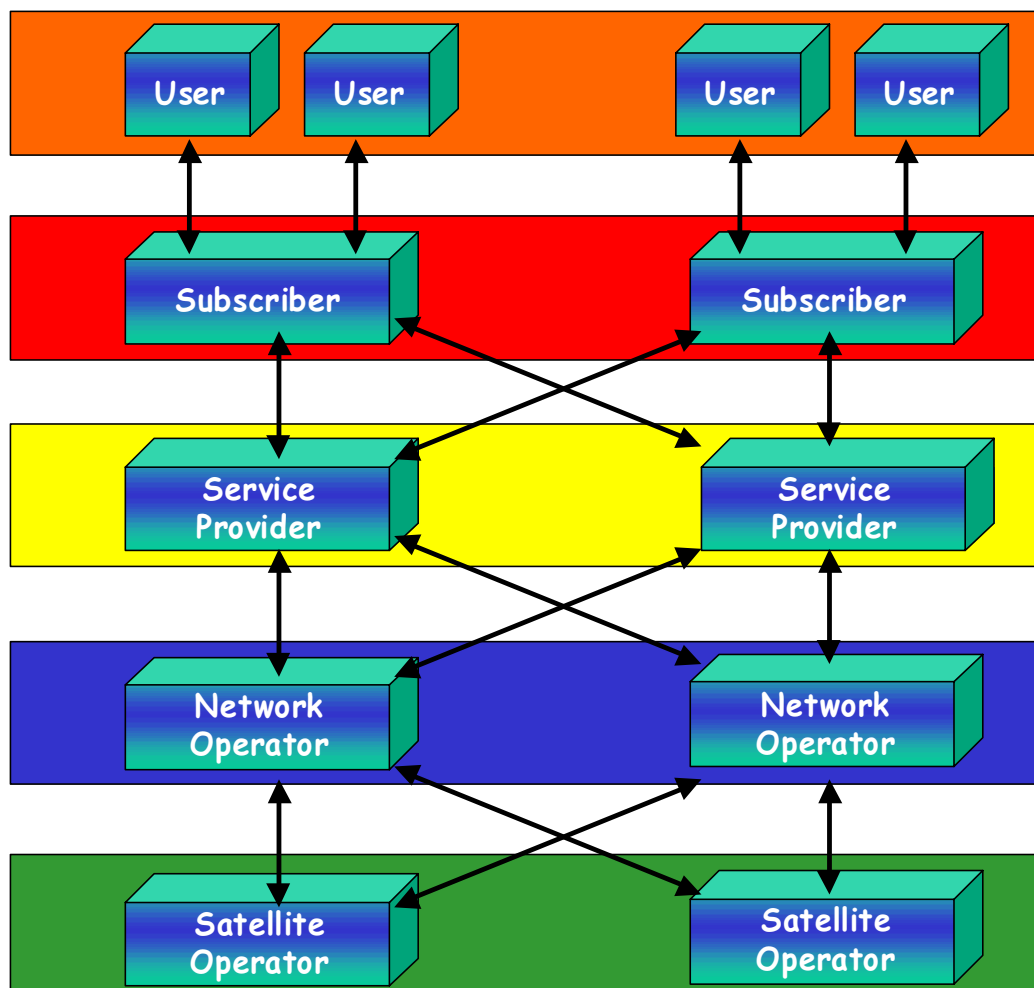 User
User
User
User
Subscriber
Subscriber
Service
Provider
Service
Provider
Network
Operator
Network
Operator
Satellite
Operator
Satellite
Operator